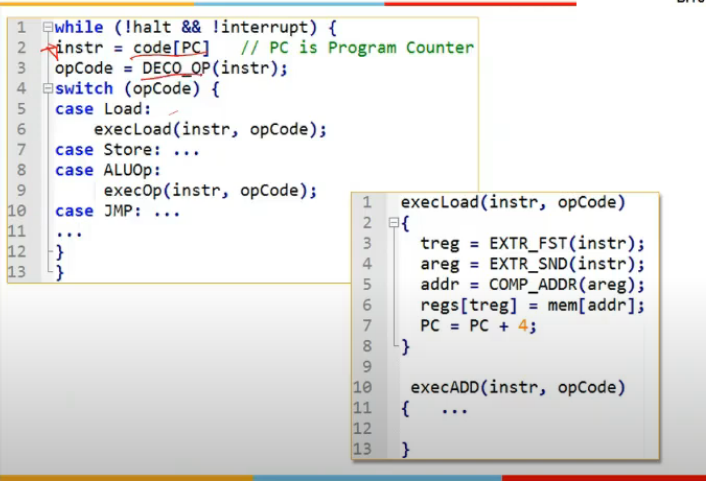 1 while (!halt && !interrupt) {
2 instr = code[PC] // PC is Program Counter
3 opCode = DECO_OP(instr);
4 switch (opCode) {
5 case Load:
6 execLoad(instr, opCode);
7 case Store: ...
8 case ALUOp:
9 execOp(instr, opCode);
10 case JMP: ...
11 ...
12 }
13 }
1 execLoad(instr, opCode)
2 {
3 treg = EXTR_FST(instr);
4 areg = EXTR_SND(instr);
5 addr = COMP_ADDR(areg);
6 regs[treg] = mem[addr];
7 PC = PC + 4;
8 }
9
10 execADD(instr, opCode)
11 { ...
12
13 }